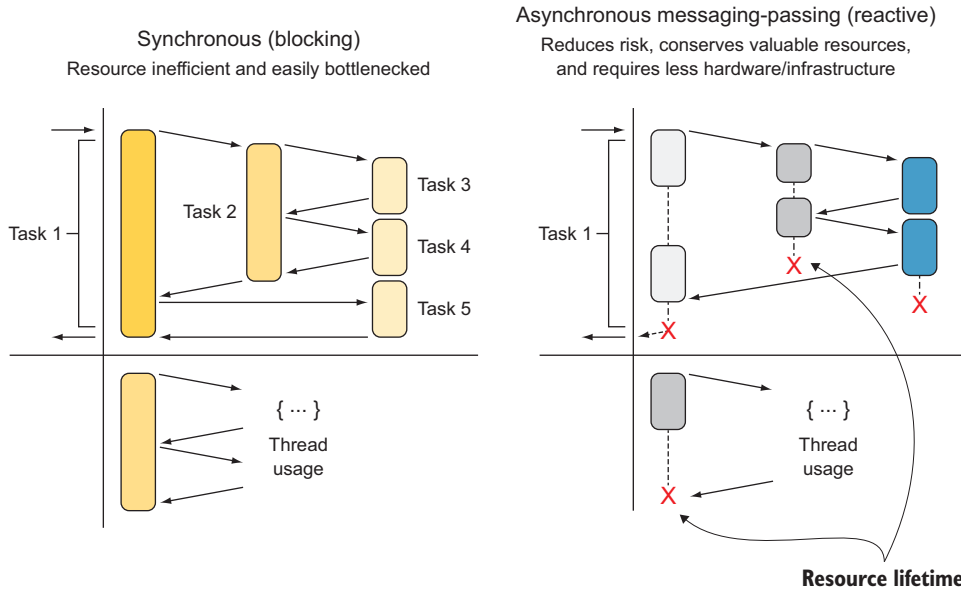 Synchronous (blocking)
Resource inefficient and easily bottlenecked
Task 1
Task 2
Task 3
Task 4
Task 5
{ ... }
Thread
usage
Asynchronous messaging-passing (reactive)
Reduces risk, conserves valuable resources,
and requires less hardware/infrastructure
Task 1
X
X
X
{ ... }
Thread
usage
X
Resource lifetime